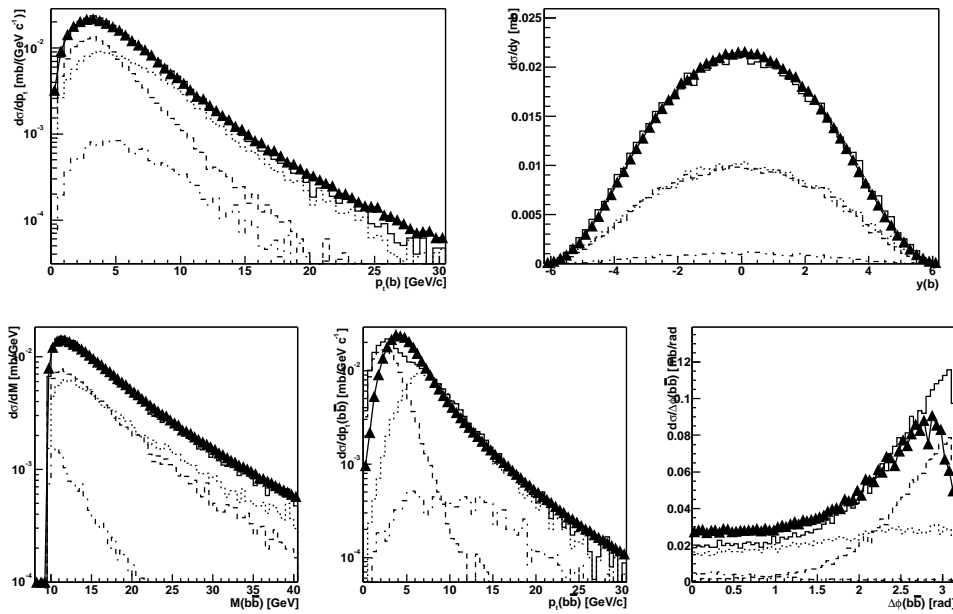 dσ/dp_t [mb/(GeV c⁻¹)]
10⁻²
10⁻³
10⁻⁴
0 5 10 15 20 25 30
p_t(b) [GeV/c]
dσ/dy [mb]
0.025
0.02
0.015
0.01
0.005
0
-6 -4 -2 0 2 4 6
y(b)
dσ/dM [mb/GeV]
10⁻²
10⁻³
10⁻⁴
10 15 20 25 30 35 40
M(bb̅) [GeV]
dσ/dp_t(bb̅) [mb/GeV c⁻¹]
10⁻²
10⁻³
10⁻⁴
0 5 10 15 20 25 30
p_t(bb̅) [GeV/c]
dσ/Δφ(bb̅) [mb/rad]
0.12
0.1
0.08
0.06
0.04
0.02
0
0 0.5 1 1.5 2 2.5 3
Δφ(bb̅) [rad]